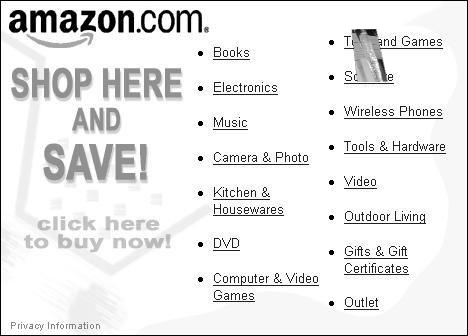 amazon.com.
SHOP HERE
AND
SAVE!
click here
to buy now!
Privacy Information
Books
Electronics
Music
Camera & Photo
Kitchen &
Housewares
DVD
Computer & Video
Games
and Games
Wireless Phones
Tools & Hardware
Video
Outdoor Living
Gifts & Gift
Certificates
Outlet